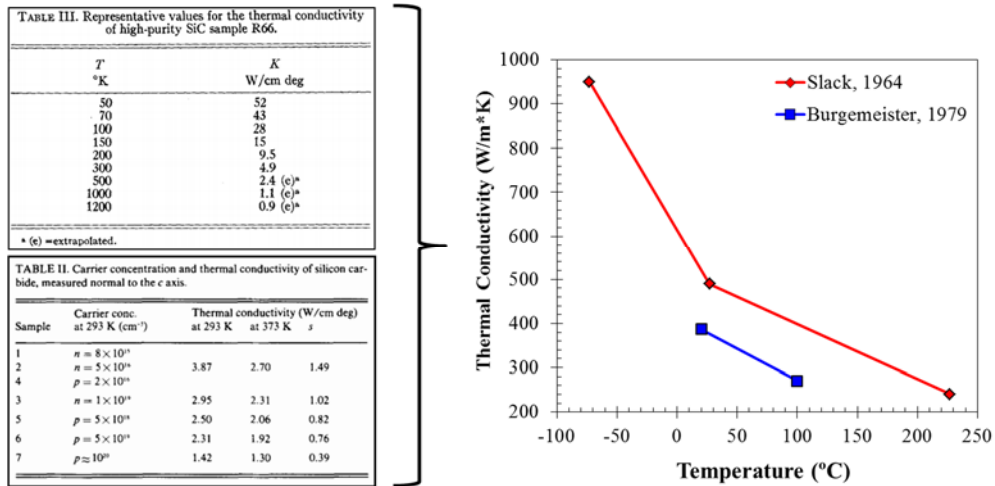 TABLE III. Representative values for the thermal conductivity
of high-purity SiC sample R66.
T K
°K W/cm deg
50 52
70 43
100 28
150 15
200 9.5
300 4.9
500 2.4 (e)ᵃ
1000 1.1 (e)ᵃ
1200 0.9 (e)ᵃ
ᵃ (e) =extrapolated.
TABLE II. Carrier concentration and thermal conductivity of silicon car-
bide, measured normal to the c axis.
Carrier conc. Thermal conductivity (W/cm deg)
Sample at 293 K (cm⁻³) at 293 K at 373 K s
1 n = 8×
2 n = 5× 3.87 2.70 1.49
4 p = 2×
3 n = 1× 2.95 2.31 1.02
5 p = 5× 2.50 2.06 0.82
6 p = 5× 2.31 1.92 0.76
7 p≈10²⁰ 1.42 1.30 0.39
Slack, 1964
Burgemeister, 1979
Thermal Conductivity (W/m*K)
1000
900
800
700
600
500
400
300
200
-100 -50 0 50 100 150 200 250
Temperature (ºC)